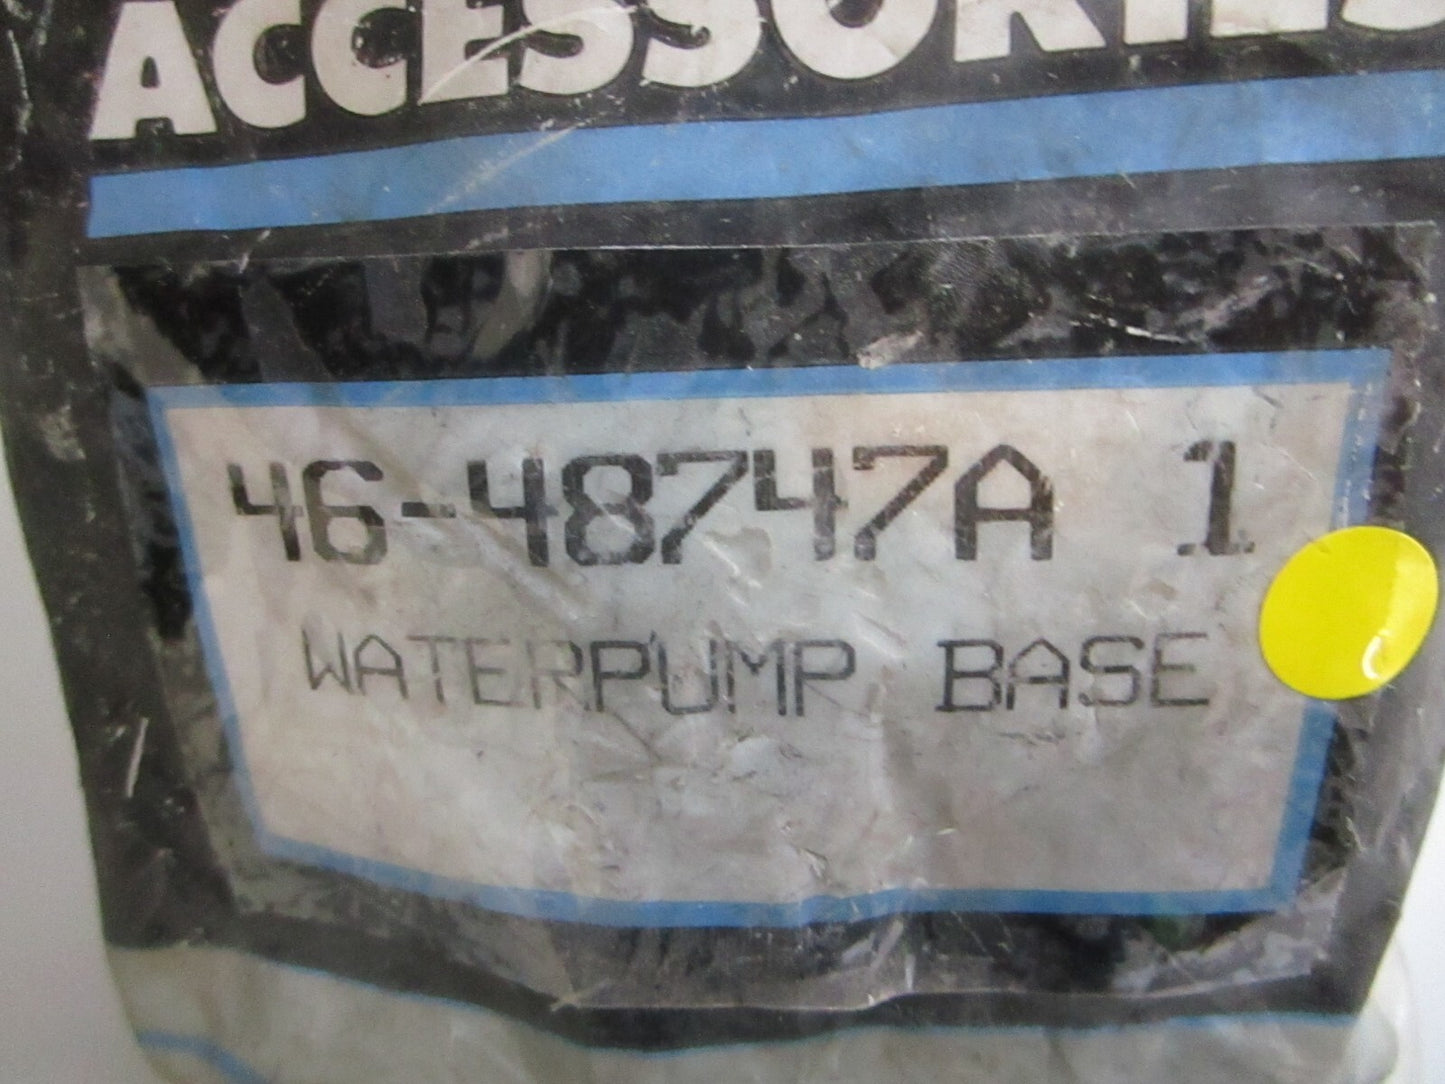 ACCESSORIES
46-48747A 1
WATERPUMP BASE